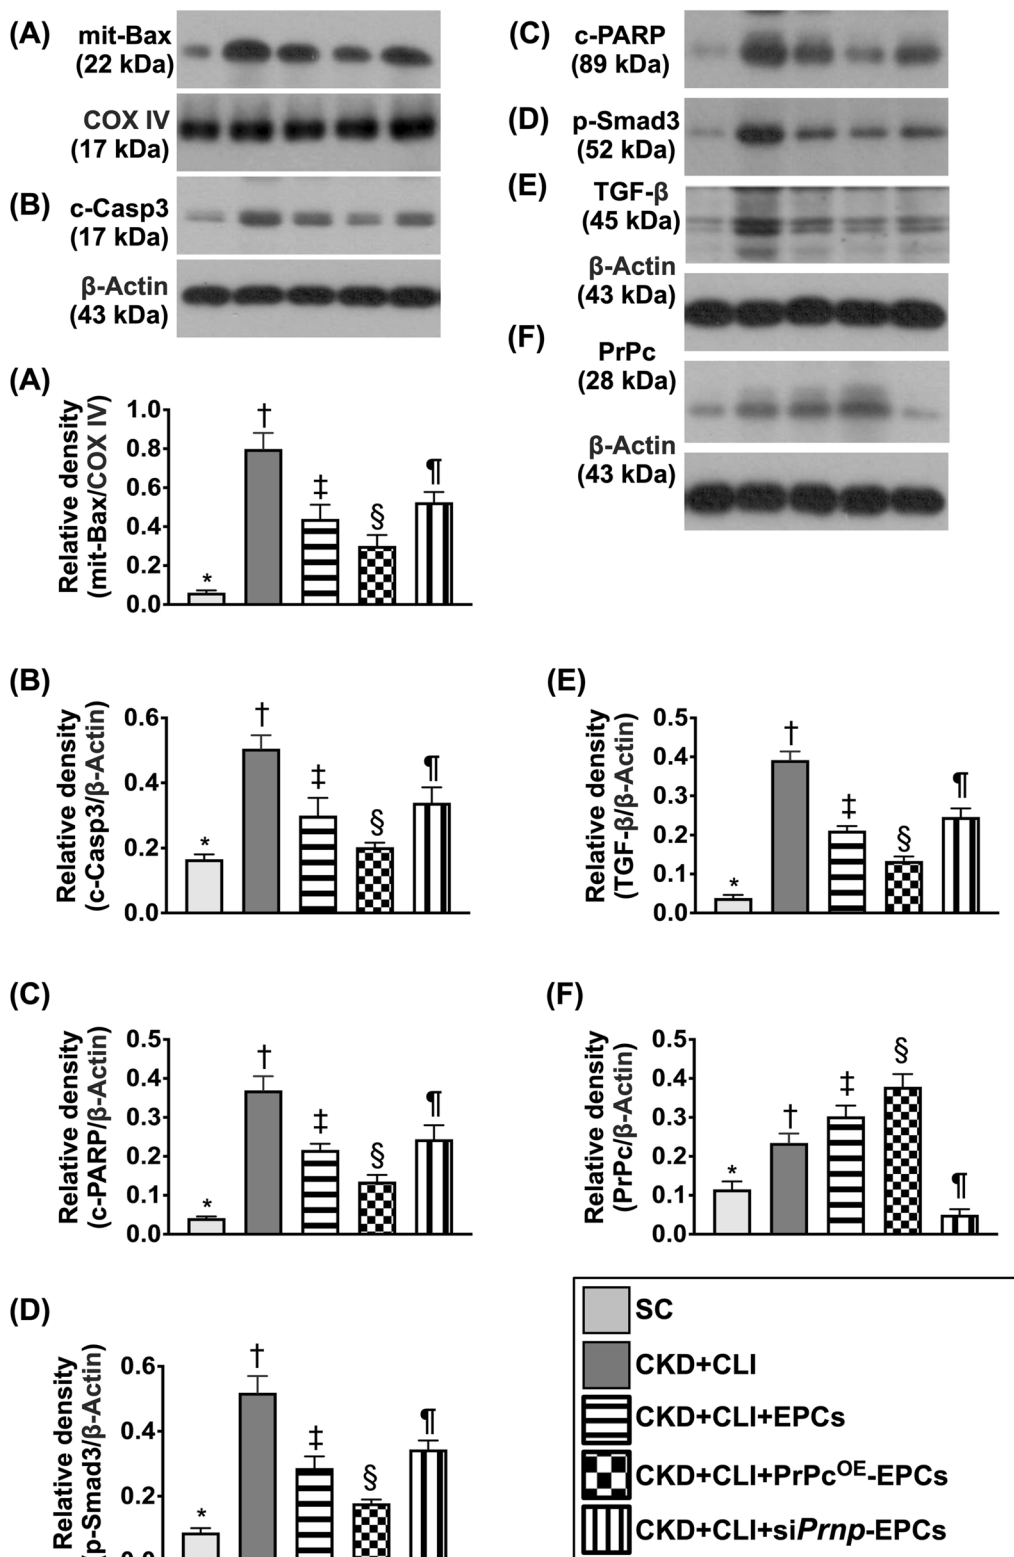 (A)
mit-Bax
(22 kDa)
COX IV
(17 kDa)
(B)
c-Casp3
(17 kDa)
β-Actin
(43 kDa)
(C)
c-PARP
(89 kDa)
(D)
p-Smad3
(52 kDa)
(E)
TGF-β
(45 kDa)
β-Actin
(43 kDa)
(F)
PrPc
(28 kDa)
β-Actin
(43 kDa)
(A)
Relative density
(mit-Bax/COX IV)
1.0
0.8
0.6
0.4
0.2
0.0
*
†
‡
§
¶
(B)
Relative density
(c-Casp3/β-Actin)
0.6
0.4
0.2
0.0
*
†
‡
§
¶
(E)
Relative density
(TGF-β/β-Actin)
0.5
0.4
0.3
0.2
0.1
0.0
*
†
‡
§
¶
(C)
Relative density
(c-PARP/β-Actin)
0.5
0.4
0.3
0.2
0.1
0.0
*
†
‡
§
¶
(F)
Relative density
(PrPc/β-Actin)
0.5
0.4
0.3
0.2
0.1
0.0
*
†
‡
§
¶
(D)
Relative density
(p-Smad3/β-Actin)
0.6
0.4
0.2
0.0
*
†
‡
§
¶
SC
CKD+CLI
CKD+CLI+EPCs
CKD+CLI+PrPcᴼᴱ-EPCs
CKD+CLI+siPrnp-EPCs